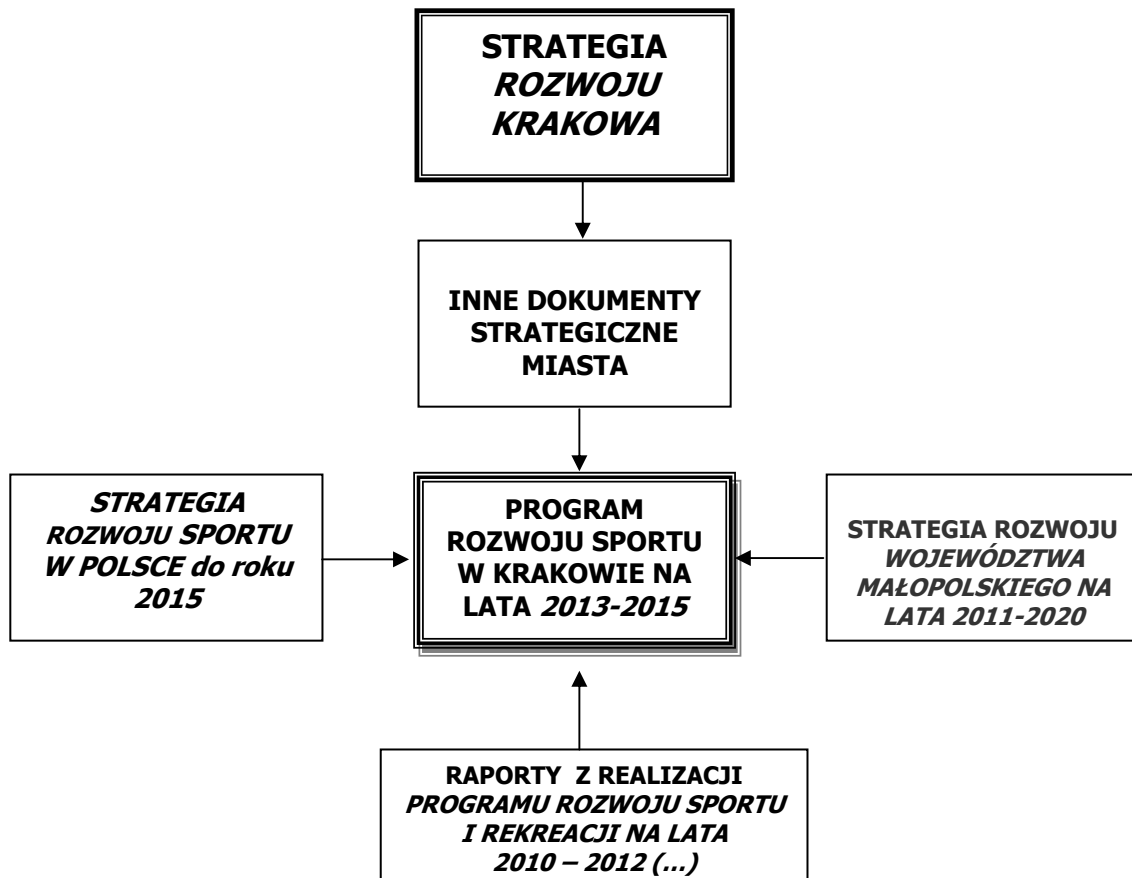 STRATEGIA
ROZWOJU
KRAKOWA
INNE DOKUMENTY
STRATEGICZNE
MIASTA
STRATEGIA
ROZWOJU SPORTU
W POLSCE do roku
2015
PROGRAM
ROZWOJU SPORTU
W KRAKOWIE NA
LATA 2013-2015
STRATEGIA ROZWOJU
WOJEWÓDZTWA
MAŁOPOLSKIEGO NA
LATA 2011-2020
RAPORTY Z REALIZACJI
PROGRAMU ROZWOJU SPORTU
I REKREACJI NA LATA
2010 – 2012 (...)